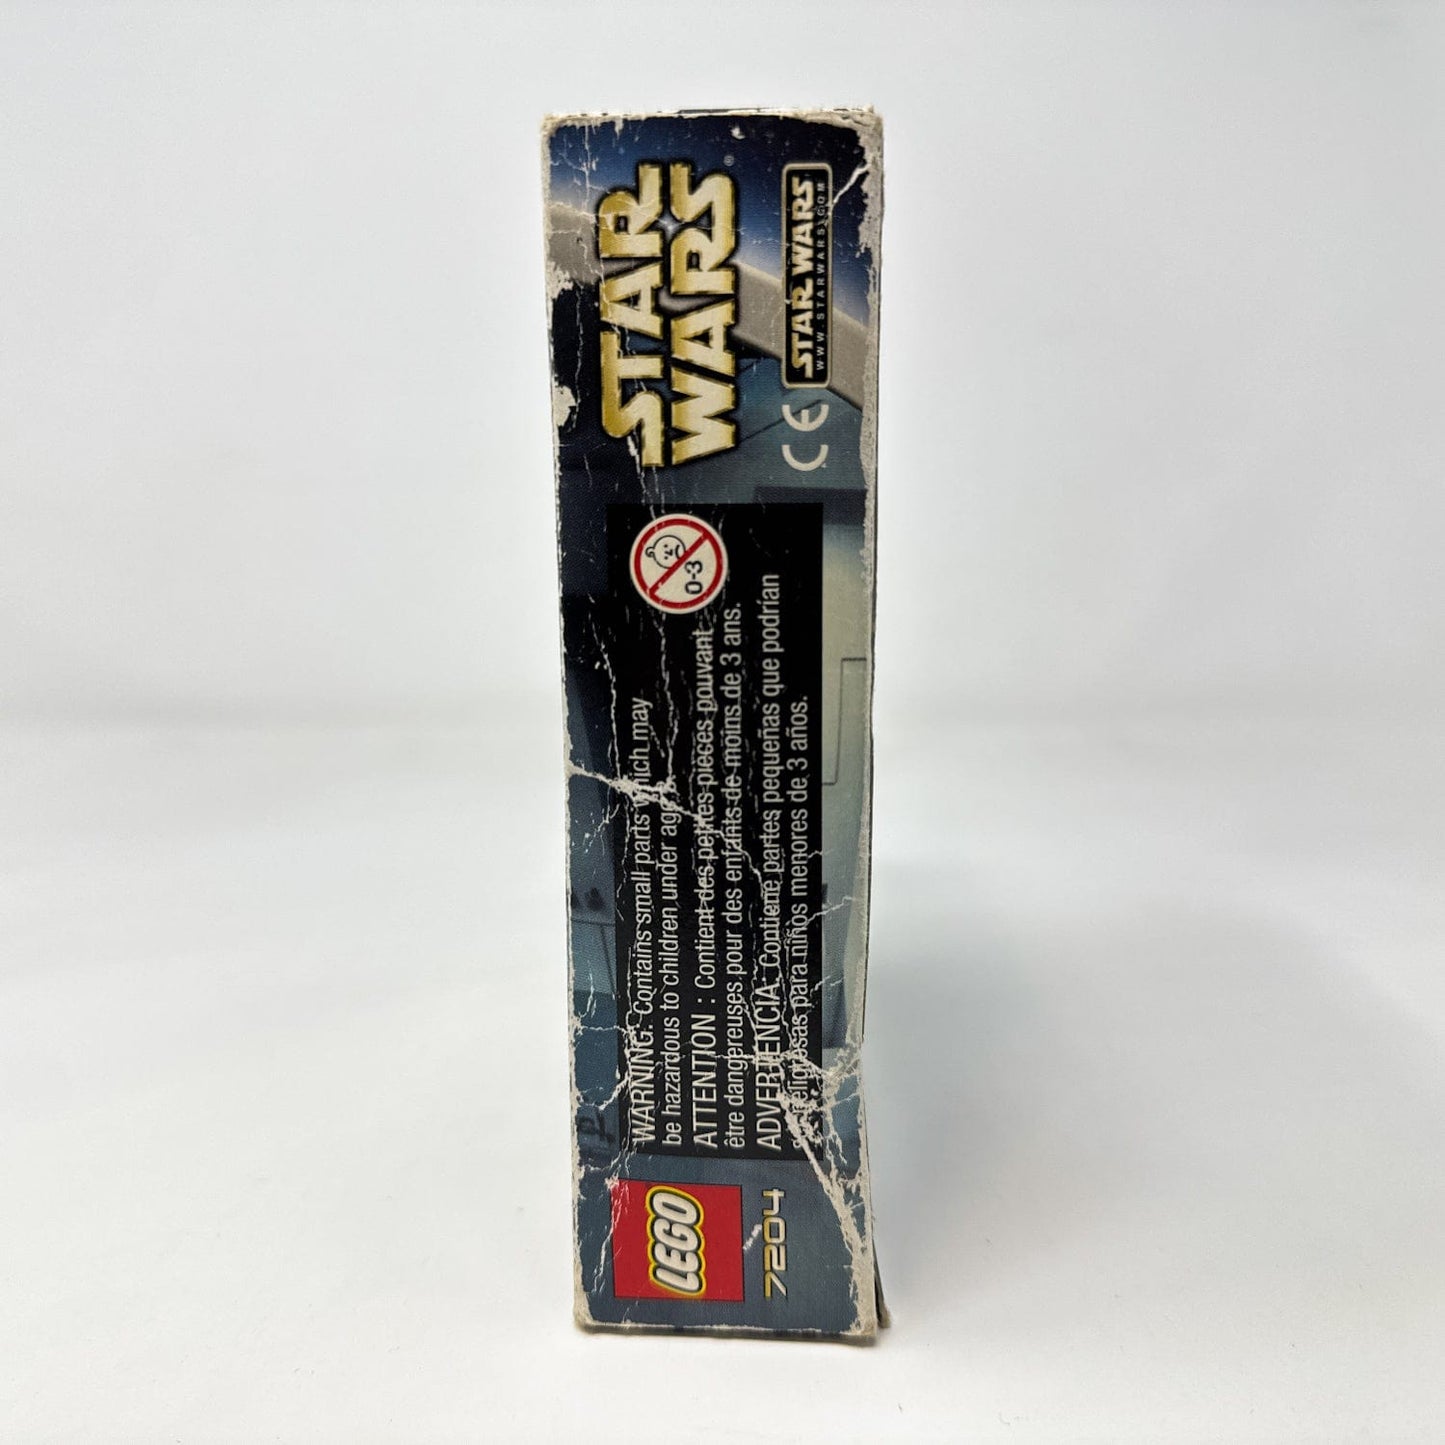 LEGO
7204
WARNING: Contains small parts which may
be hazardous to children under age
ATTENTION : Contient des petites pièces pouvant
être dangereuses pour des enfants de moins de 3 ans.
ADVERTENCIA: Contiene partes pequeñas que podrían
peligrosas para niños menores de 3 años.
0-3
STAR
WARS®
CE
STAR WARS
WWW.STARWARS.COM